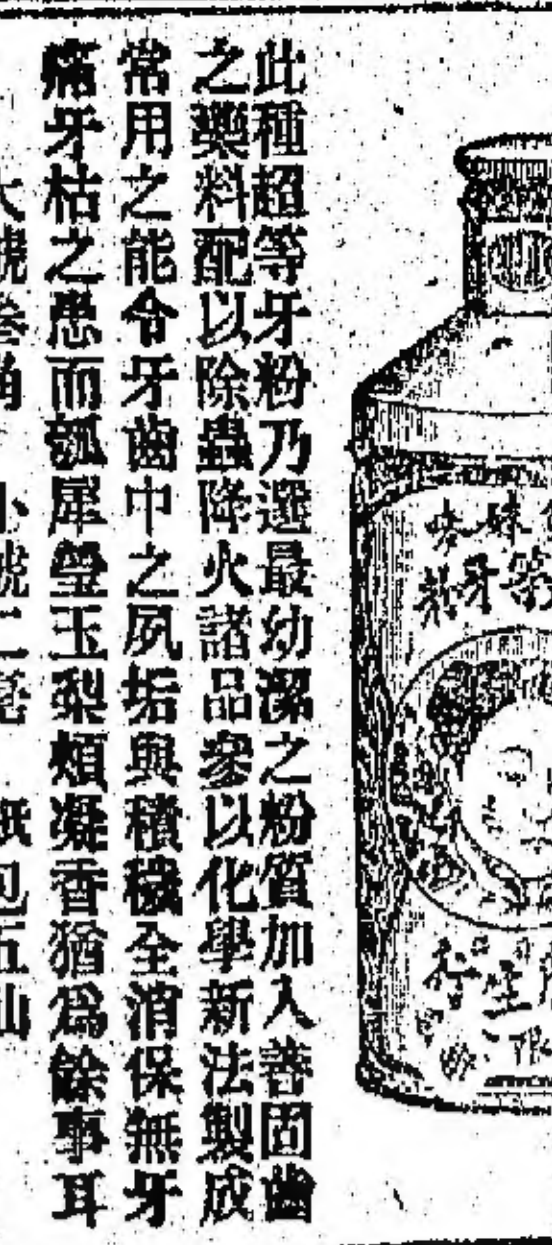 此種超等牙粉乃選最幼潔之粉質加入善固齒
之藥料配以除蟲降火諸品參以化學新法製成
常用之能令牙齒中之夙垢與積穢全消保無牙
痛牙枯之患而瓠犀瑩玉梨頰凝香猶爲餘事耳
小號二毫
包五仙